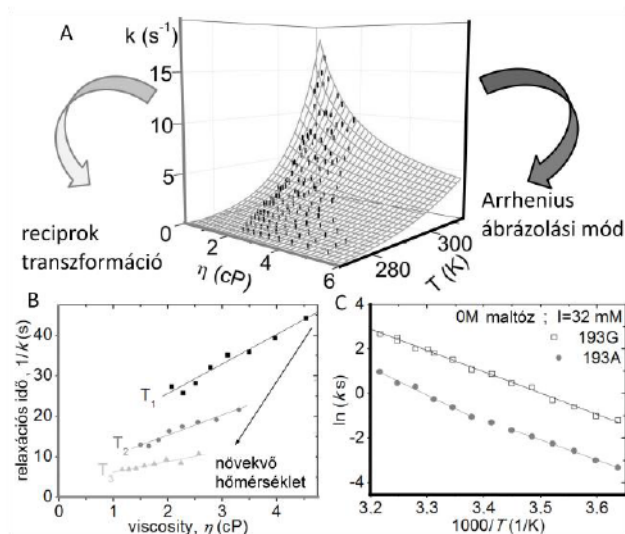 A
k (s⁻¹)
15
10
5
0
2
4
6
η (cP)
280
300
T (K)
reciprok
transzformáció
Arrhenius
ábrázolási mód
B
relaxációs idő, 1/k (s)
40
30
20
10
0
0 1 2 3 4
viscosity, η (cP)
T₁
T₂
T₃
növekvő
hőmérséklet
C
0M maltóz ; I=32 mM
193G
193A
ln (k s)
4
2
0
-2
-4
3.2 3.3 3.4 3.5 3.6
1000/T (1/K)